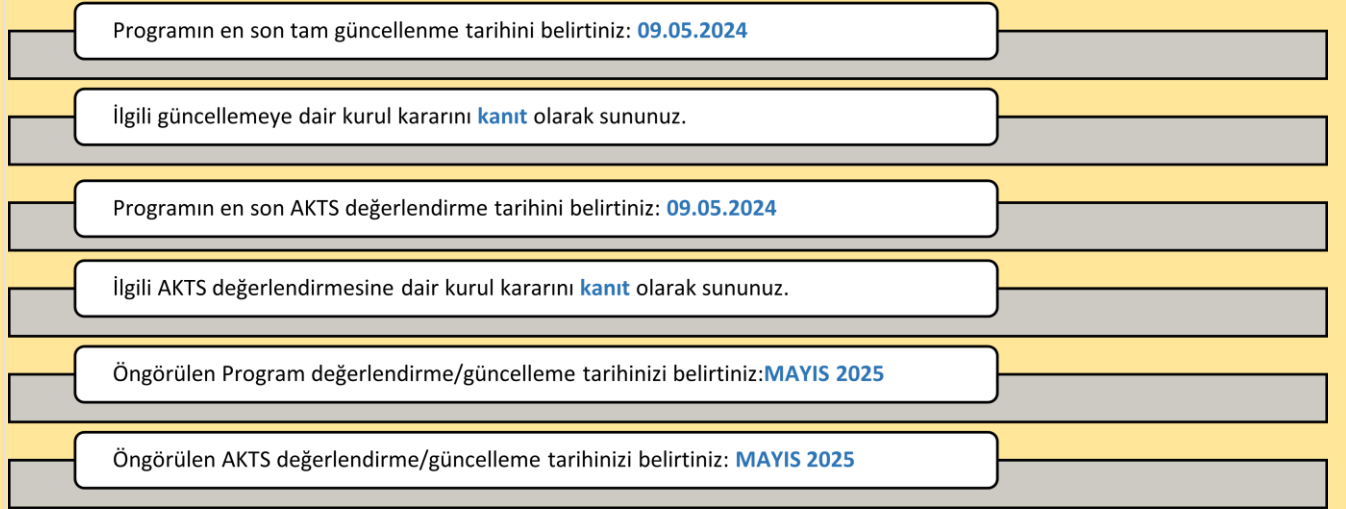 Programın en son tam güncellenme tarihini belirtiniz: 09.05.2024
İlgili güncellemeye dair kurul kararını kanıt olarak sununuz.
Programın en son AKTS değerlendirme tarihini belirtiniz: 09.05.2024
İlgili AKTS değerlendirmesine dair kurul kararını kanıt olarak sununuz.
Öngörülen Program değerlendirme/güncelleme tarihinizi belirtiniz:MAYIS 2025
Öngörülen AKTS değerlendirme/güncelleme tarihinizi belirtiniz: MAYIS 2025